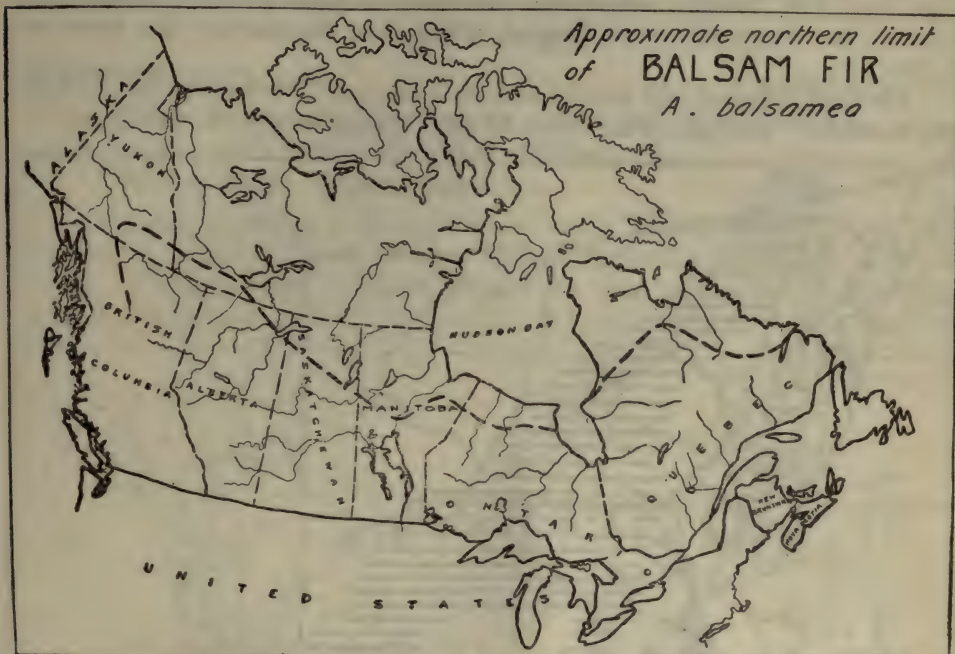 Approximate northern limit
of BALSAM FIR
A. balsamea
ALASKA
YUKON
BRITISH
COLUMBIA
ALBERTA
SASKATCHEWAN
MANITOBA
HUDSON BAY
ONTARIO
QUEBEC
NEW
BRUNSWICK
NOVA SCOTIA
UNITED STATES